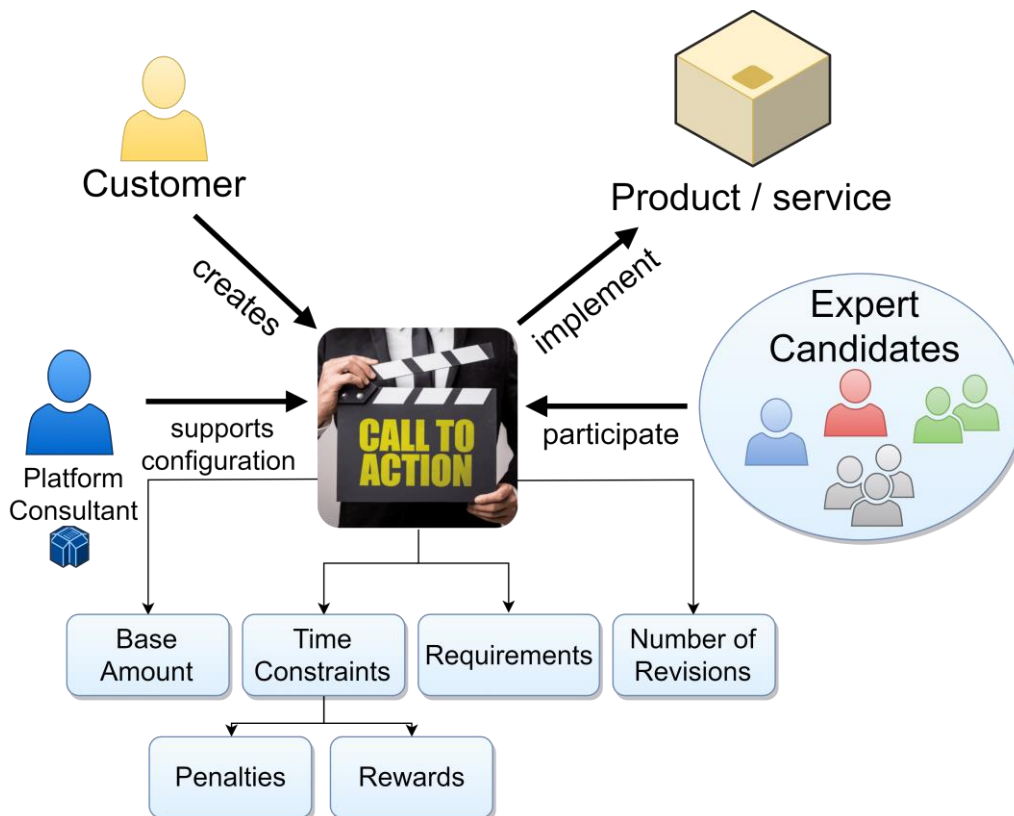 Customer
Product / service
creates
implement
Expert
Candidates
CALL TO
ACTION
supports
configuration
participate
Platform
Consultant
Base
Amount
Time
Constraints
Requirements
Number of
Revisions
Penalties
Rewards